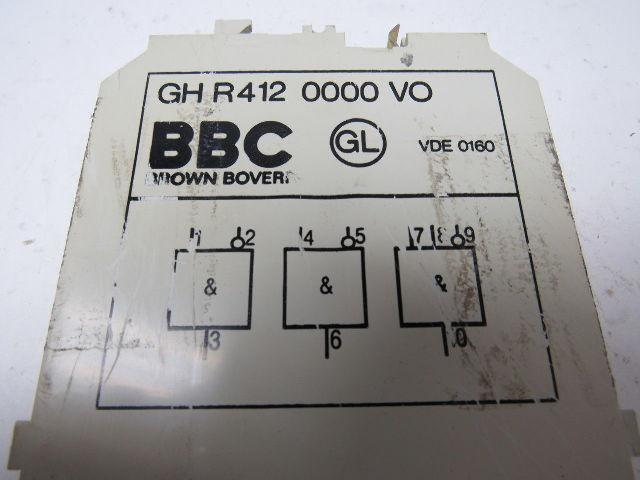 GH R412 0000 VO
BBC GL VDE 0160
BROWN BOVERI
1 2 4 5 7 8 9
& & &
3 6 0